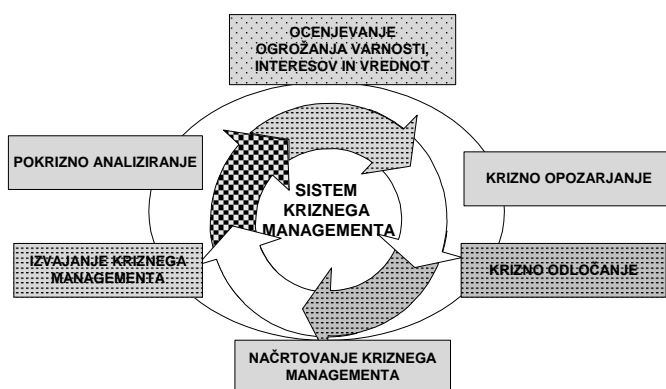 OCENJEVANJE
OGROŽANJA VARNOSTI,
INTERESOV IN VREDNOT
POKRIZNO ANALIZIRANJE
KRIZNO OPOZARJANJE
SISTEM
KRIZNEGA
MANAGEMENTA
IZVAJANJE KRIZNEGA
MANAGEMENTA
KRIZNO ODLOČANJE
NAČRTOVANJE KRIZNEGA
MANAGEMENTA